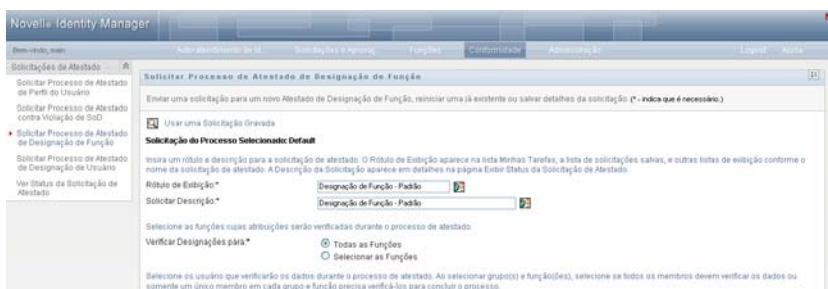 Novell® Identity Manager
Bem-vindo, main
Auto-atendimento de Id.
Solicitações e Aprovaç.
Funções
Conformidade
Administração
Logout
Ajuda
Solicitações de Atestado
Solicitar Processo de Atestado
de Perfil do Usuário
Solicitar Processo de Atestado
contra Violação de SoD
Solicitar Processo de Atestado
de Designação de Função
Solicitar Processo de Atestado
de Designação de Usuário
Ver Status da Solicitação de
Atestado
Solicitar Processo de Atestado de Designação de Função
Enviar uma solicitação para um novo Atestado de Designação de Função, reiniciar uma já existente ou salvar detalhes da solicitação. (* - indica que é necessário.)
Usar uma Solicitação Gravada
Solicitação do Processo Selecionado: Default
Insira um rótulo e descrição para a solicitação de atestado. O Rótulo de Exibição aparece na lista Minhas Tarefas, a lista de solicitações salvas, e outras listas de exibição conforme o
nome da solicitação de atestado. A Descrição da Solicitação aparece em detalhes na página Exibir Status da Solicitação de Atestado.
Rótulo de Exibição:* Designação de Função - Padrão
Solicitar Descrição:* Designação de Função - Padrão
Selecione as funções cujas atribuições serão verificadas durante o processo de atestado.
Verificar Designações para:* Todas as Funções
Selecionar as Funções
Selecione os usuário que verificarão os dados durante o processo de atestado. Ao selecionar grupo(s) e função(ões), selecione se todos os membros devem verificar os dados ou
somente um único membro em cada grupo e função precisa verificá-los para concluir o processo.